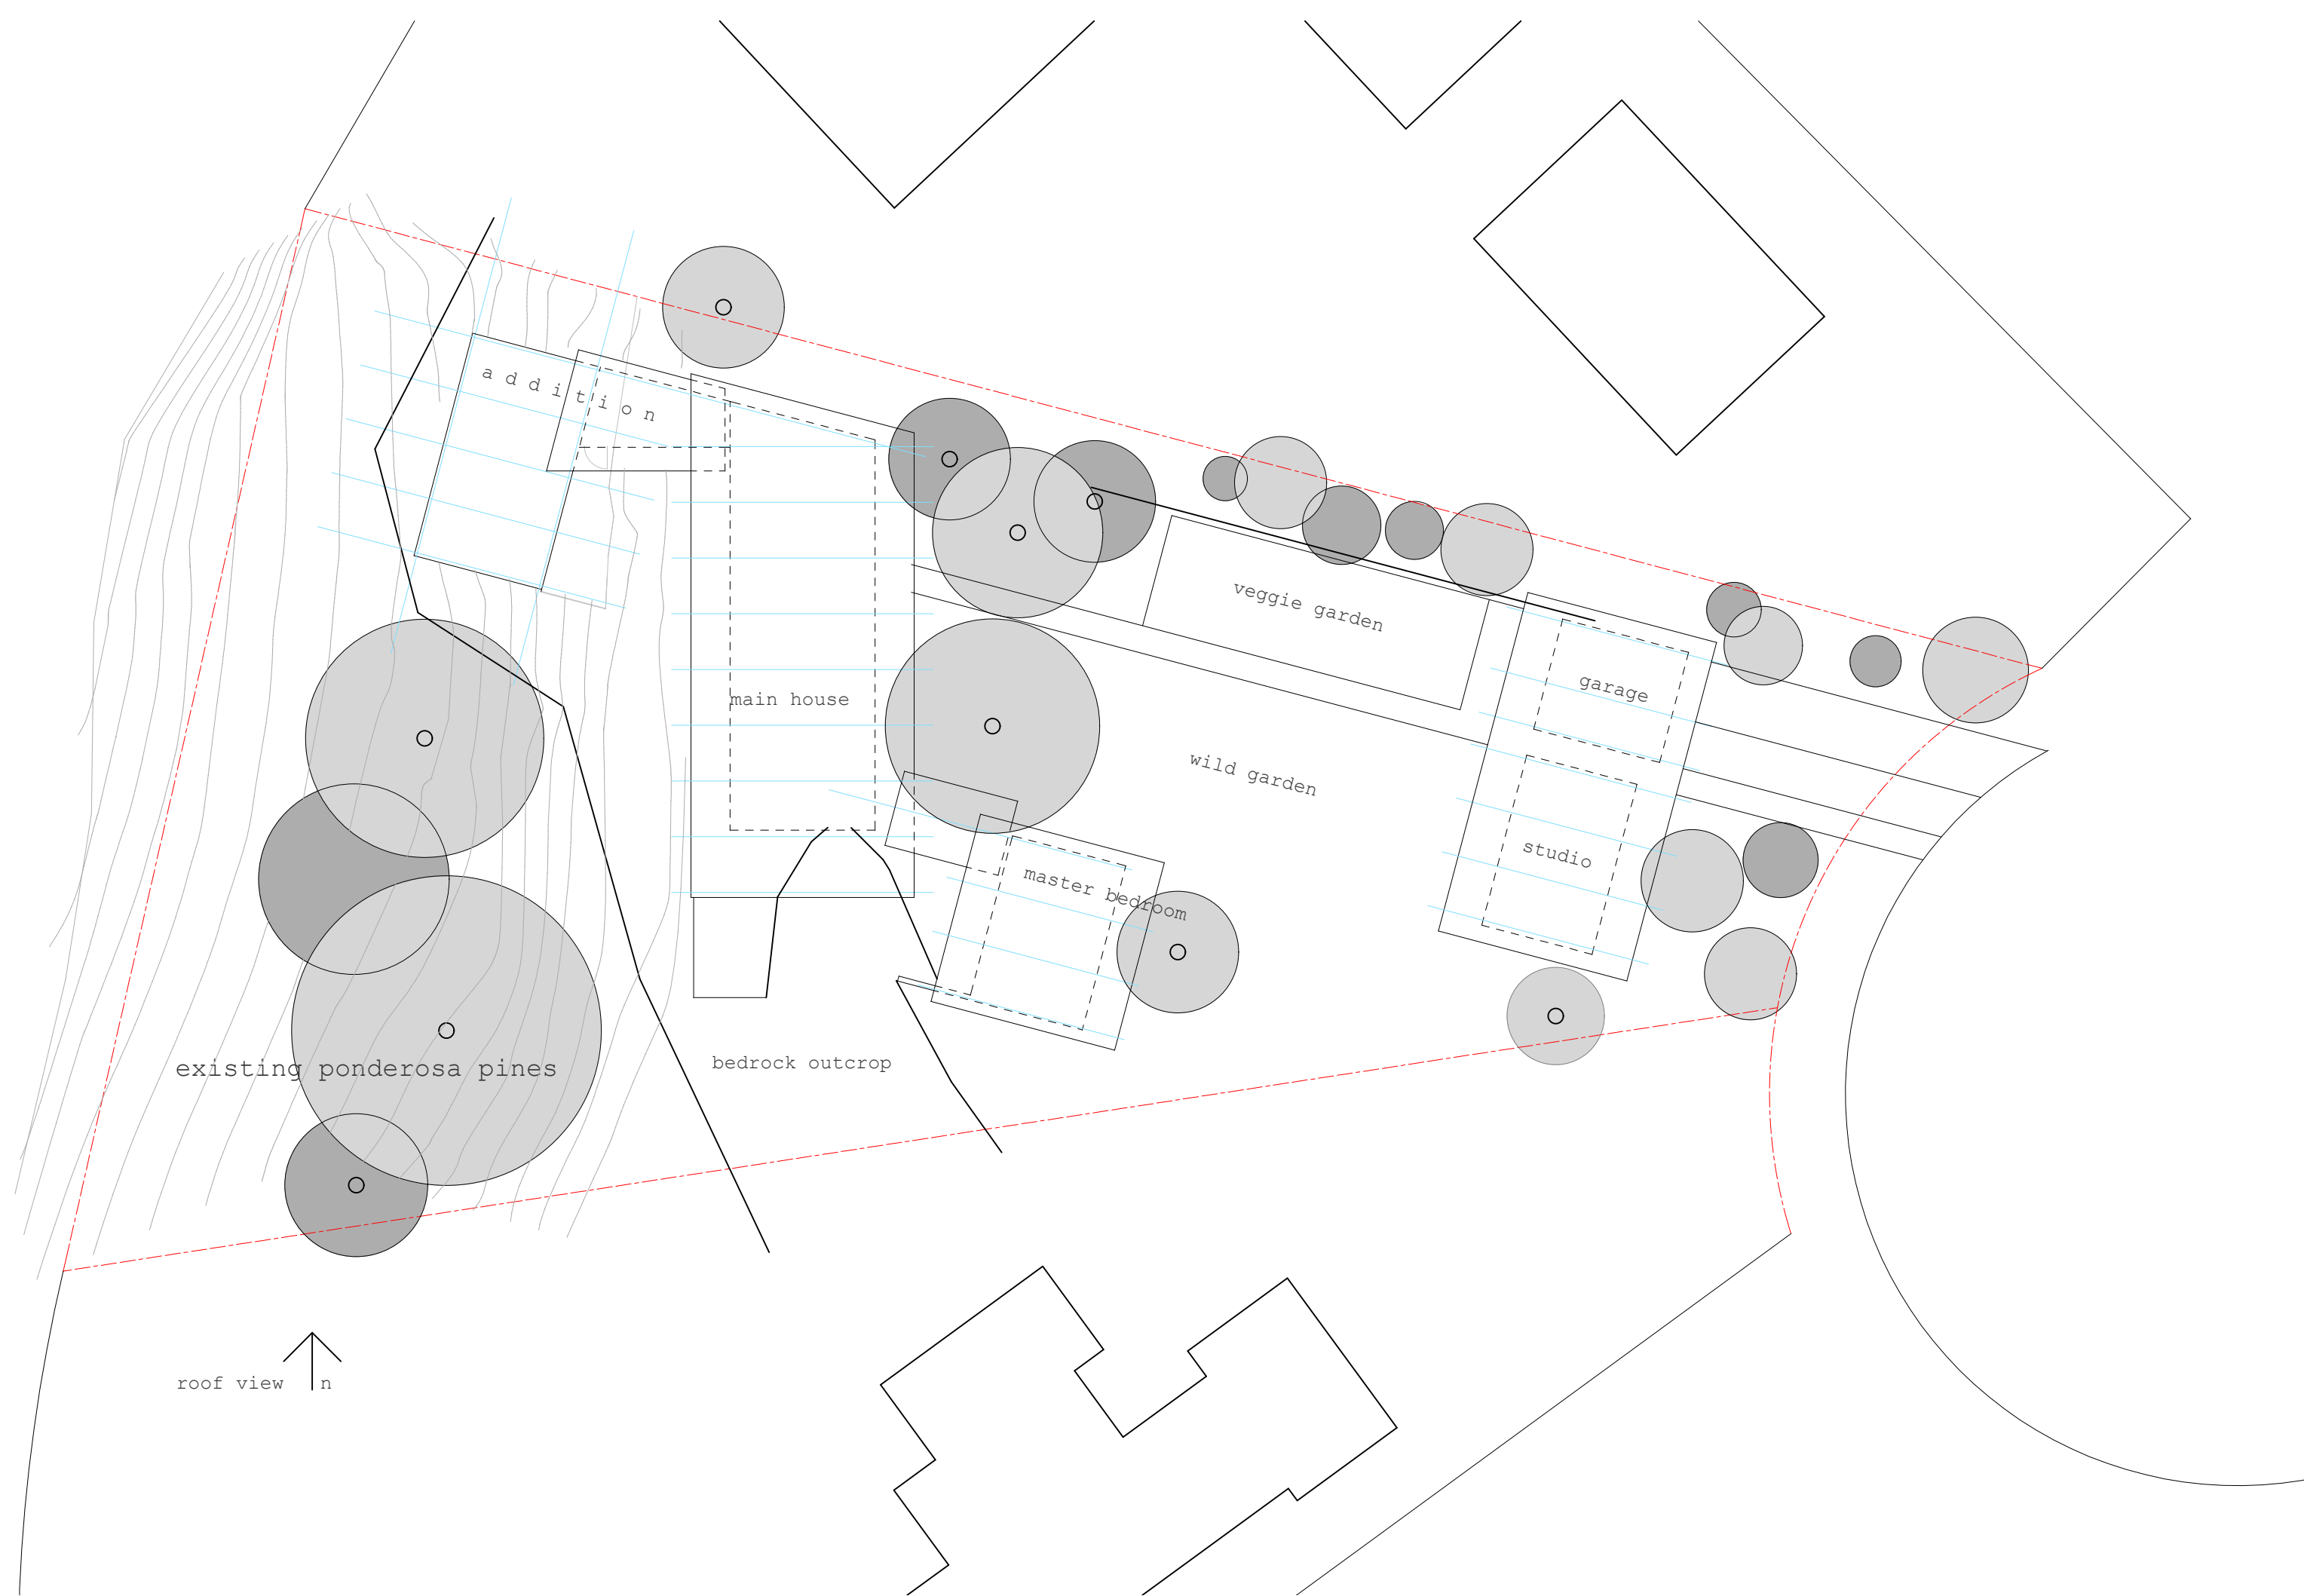 addition
veggie garden
main house
garage
wild garden
studio
master bedroom
existing ponderosa pines
bedrock outcrop
roof view n